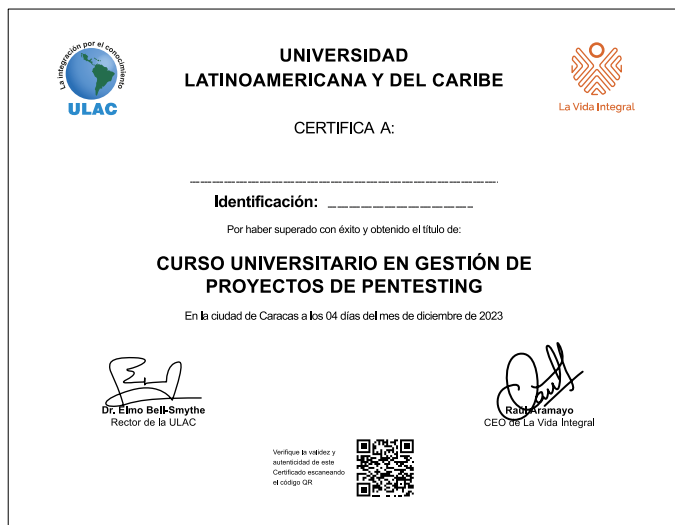 La integración por el conocimiento
ULAC
UNIVERSIDAD
LATINOAMERICANA Y DEL CARIBE
La Vida Integral
CERTIFICA A:
Identificación:
Por haber superado con éxito y obtenido el título de:
CURSO UNIVERSITARIO EN GESTIÓN DE
PROYECTOS DE PENTESTING
En la ciudad de Caracas a los 04 días del mes de diciembre de 2023
Dr. Elmo Bell-Smythe
Rector de la ULAC
Raúl Aramayo
CEO de La Vida Integral
Verifique la validez y
autenticidad de este
Certificado escaneando
el código QR